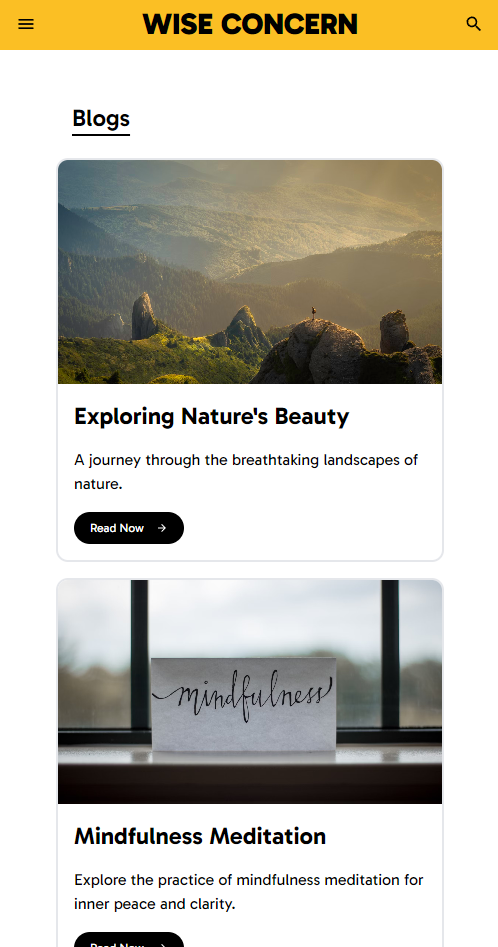 WISE CONCERN
Blogs
Exploring Nature's Beauty
A journey through the breathtaking landscapes of
nature.
Read Now
mindfulness
Mindfulness Meditation
Explore the practice of mindfulness meditation for
inner peace and clarity.
Read Now